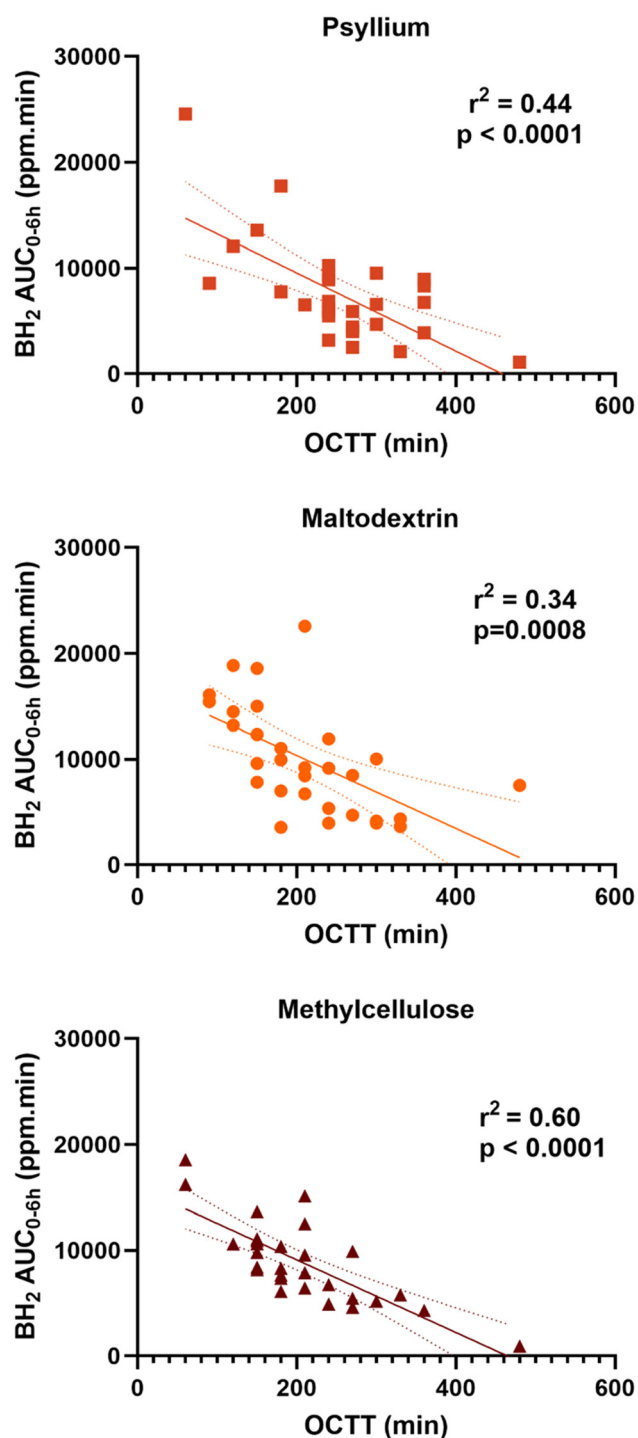 Psyllium
r² = 0.44
p < 0.0001
BH₂ AUC₀₋₆ₕ (ppm.min)
30000
20000
10000
0
0 200 400 600
OCTT (min)
Maltodextrin
r² = 0.34
p=0.0008
BH₂ AUC₀₋₆ₕ (ppm.min)
30000
20000
10000
0
0 200 400 600
OCTT (min)
Methylcellulose
r² = 0.60
p < 0.0001
BH₂ AUC₀₋₆ₕ (ppm.min)
30000
20000
10000
0
0 200 400 600
OCTT (min)